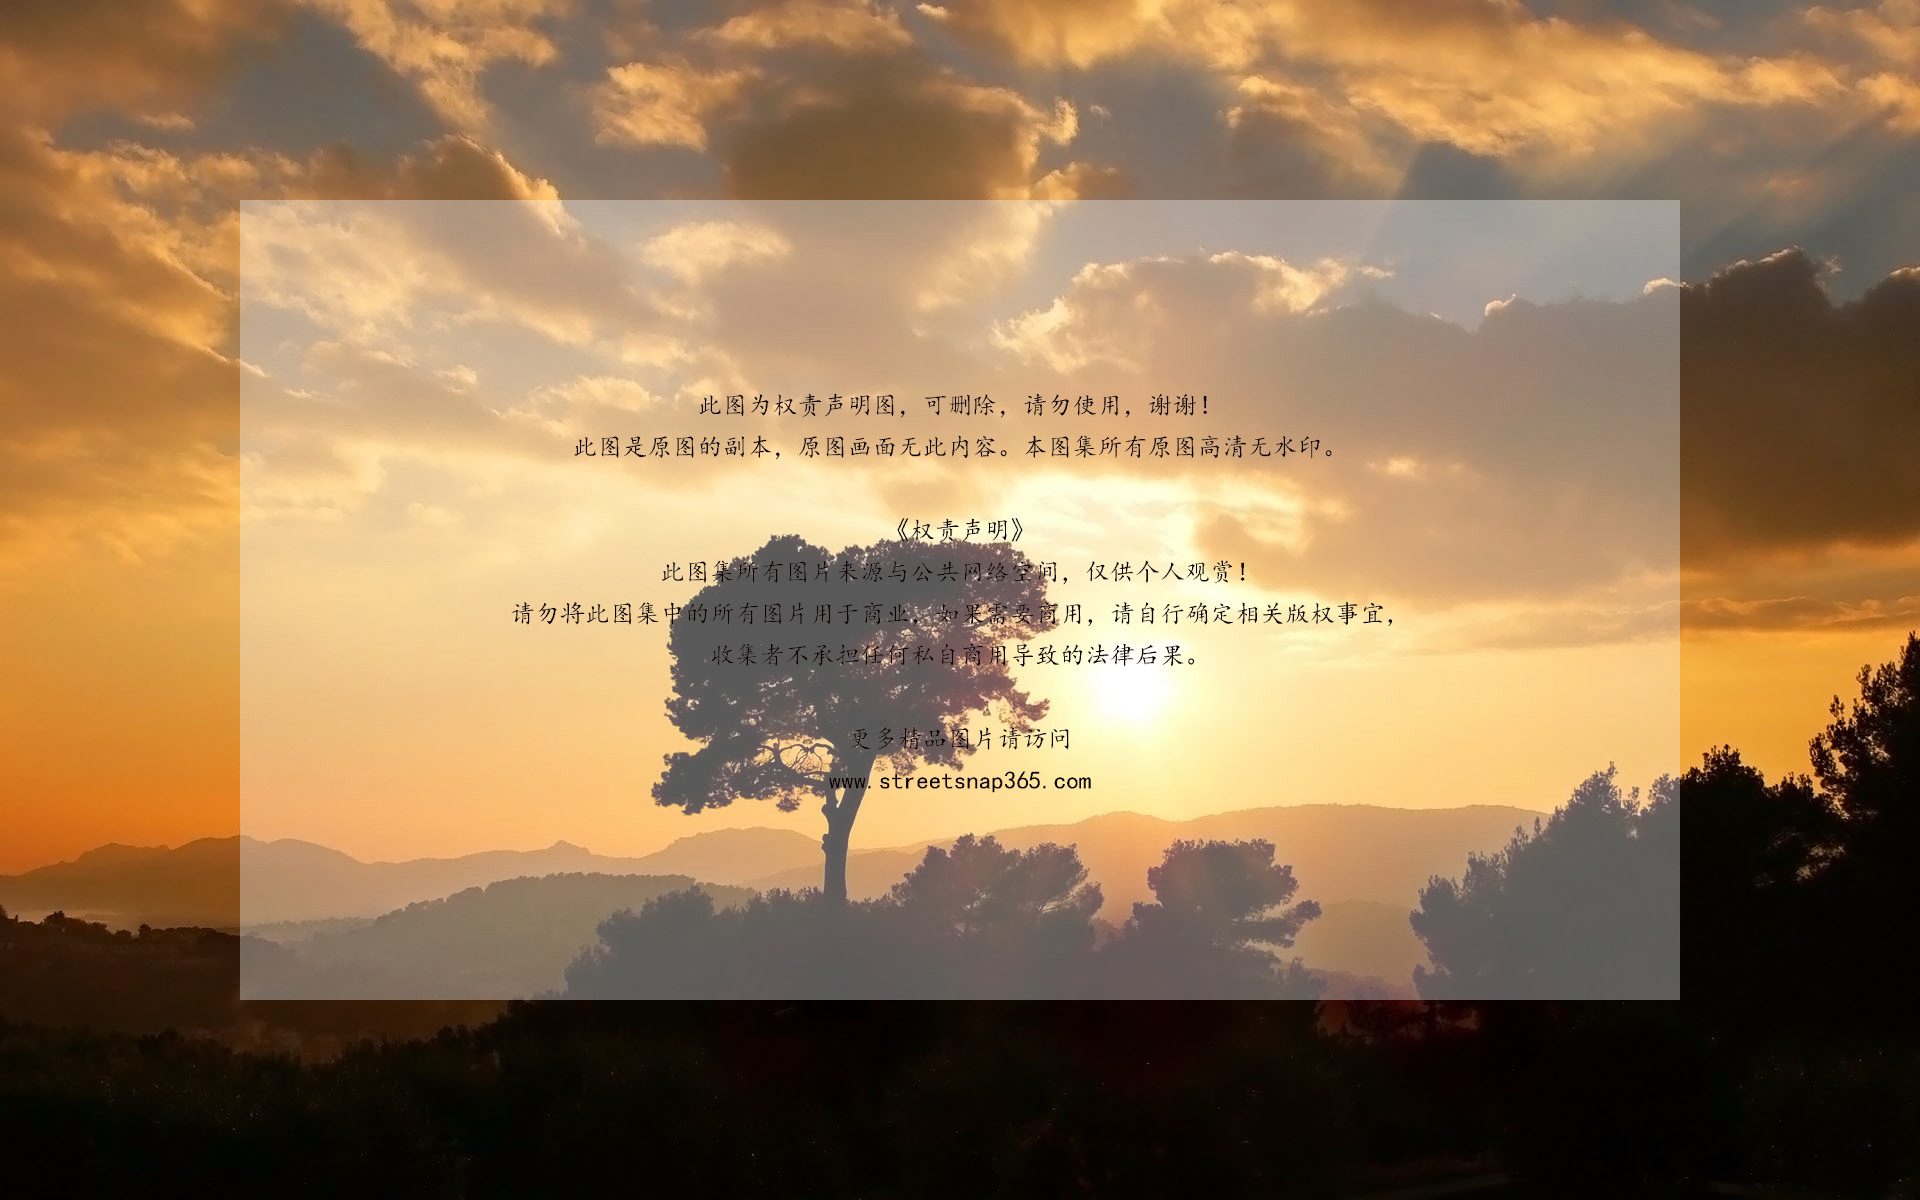 此图为权责声明图，可删除，请勿使用，谢谢！
此图是原图的副本，原图画面无此内容。本图集所有原图高清无水印。
《权责声明》
此图集所有图片来源与公共网络空间，仅供个人观赏！
请勿将此图集中的所有图片用于商业，如果需要商用，请自行确定相关版权事宜，
收集者不承担任何私自商用导致的法律后果。
更多精品图片请访问
www.streetsnap365.com